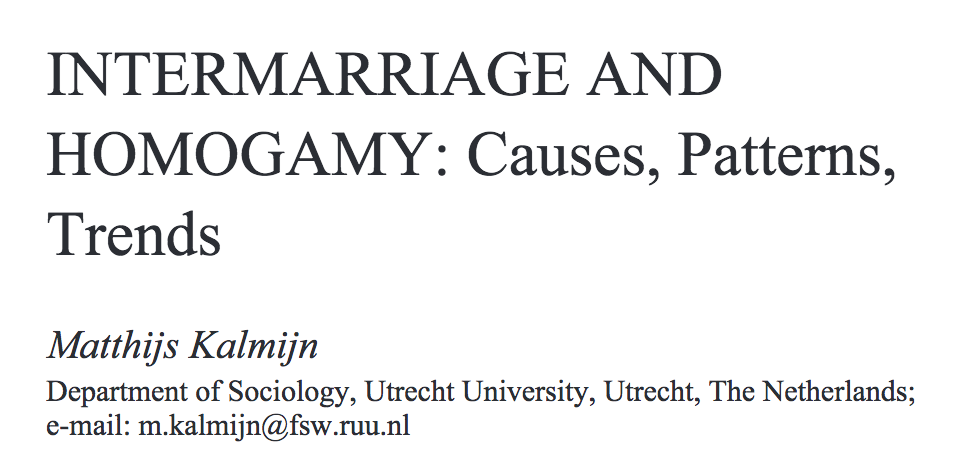 INTERMARRIAGE AND
HOMOGAMY: Causes, Patterns,
Trends
Matthijs Kalmijn
Department of Sociology, Utrecht University, Utrecht, The Netherlands;
e-mail: m.kalmijn@fsw.ruu.nl